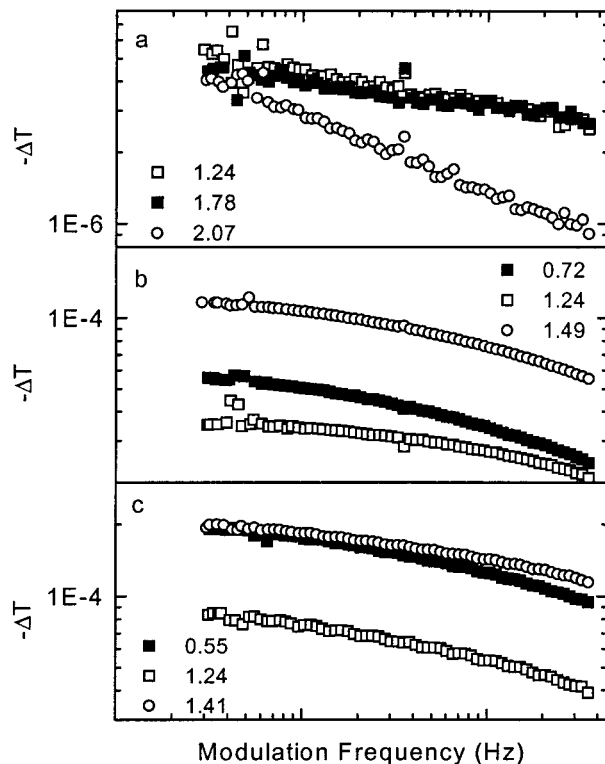 a
-ΔT
1.24
1.78
2.07
1E-6
b
0.72
1.24
1.49
1E-4
-ΔT
c
1E-4
-ΔT
0.55
1.24
1.41
Modulation Frequency (Hz)